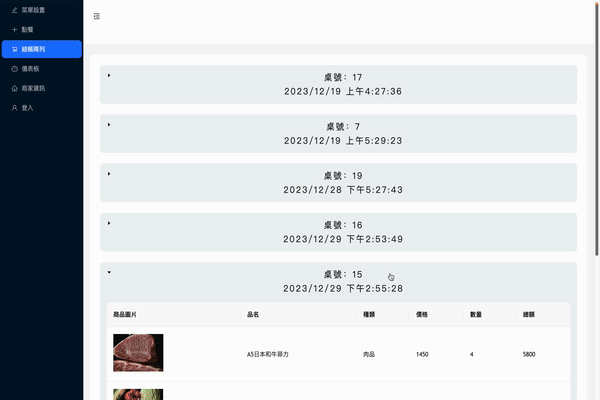 菜單設置
點餐
結帳隊列
儀表板
商家資訊
登入
桌號: 17
2023/12/19 上午4:27:36
桌號: 7
2023/12/19 上午5:29:23
桌號: 19
2023/12/28 下午5:27:43
桌號: 16
2023/12/29 下午2:53:49
桌號: 15
2023/12/29 下午2:55:28
商品圖片 品名 種類 價格 數量 總額
A5日本和牛菲力 肉品 1450 4 5800